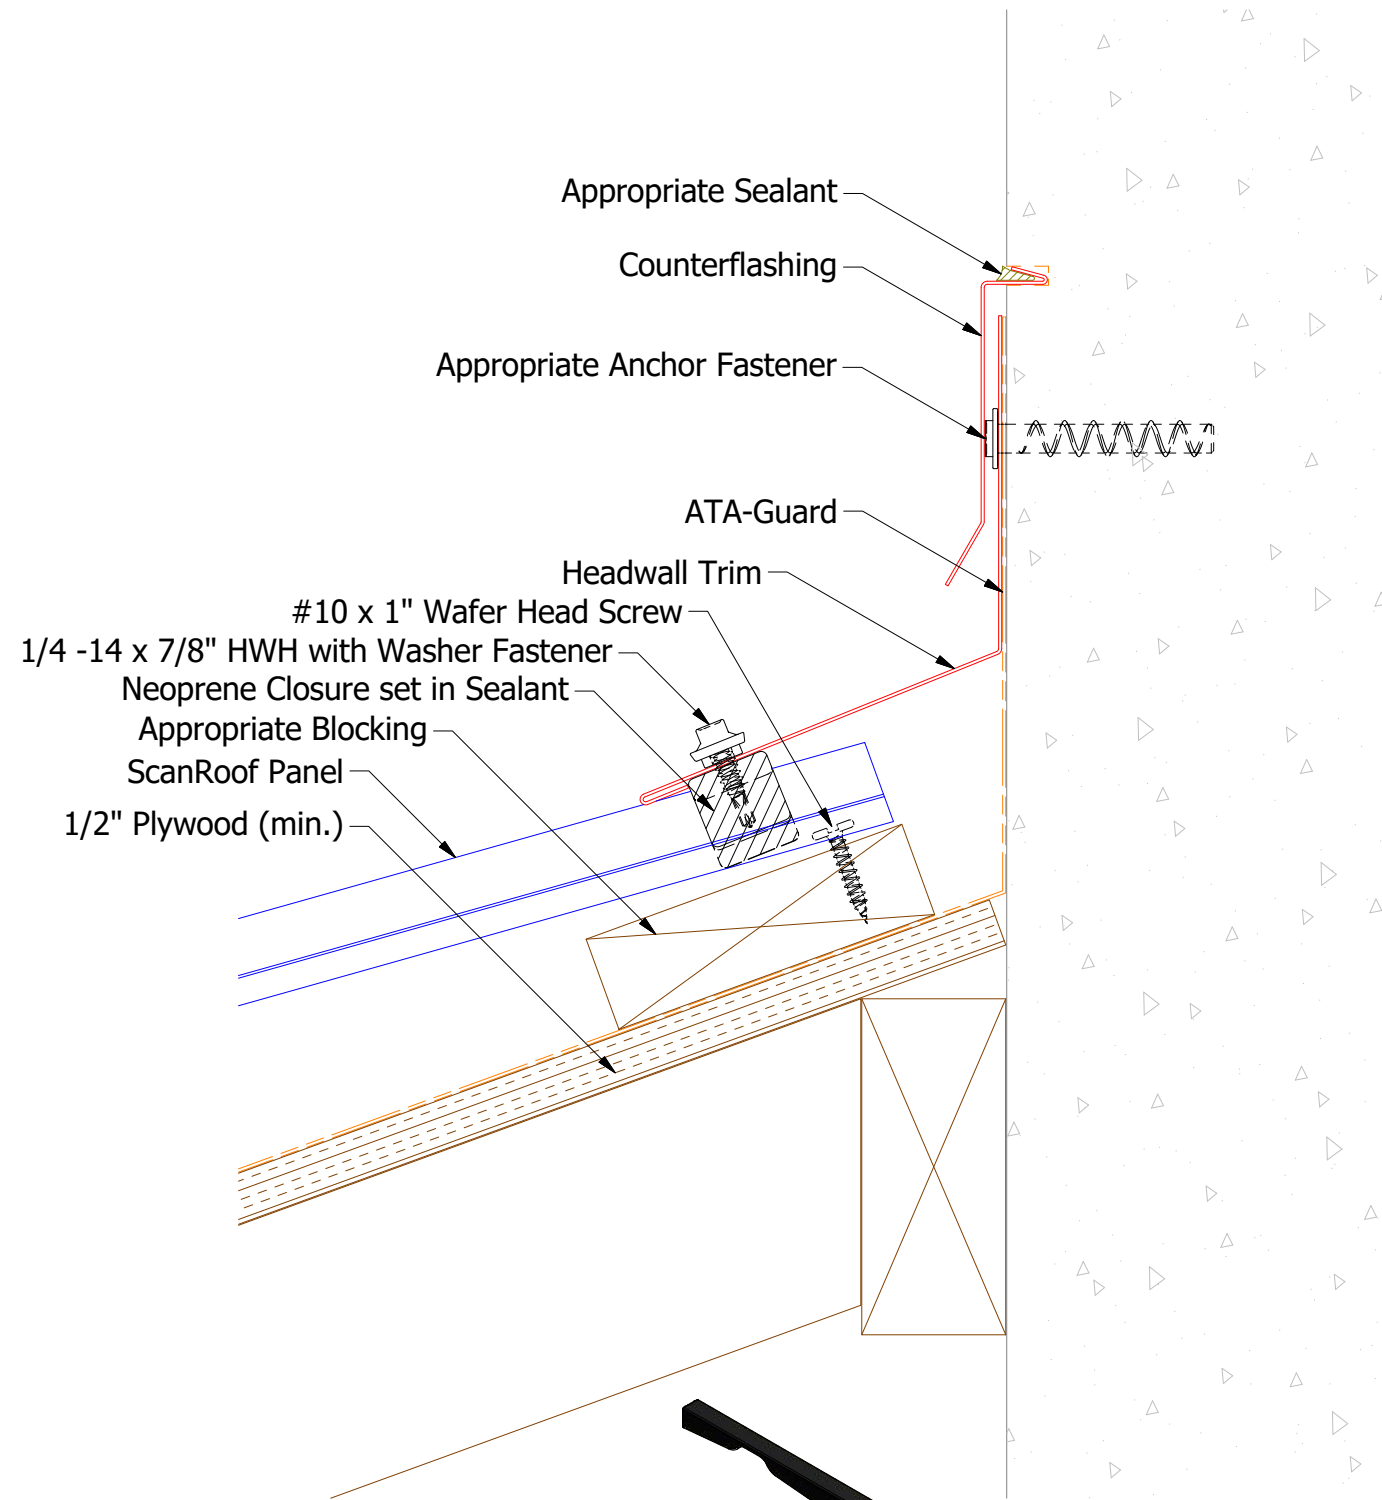 Appropriate Sealant
Counterflashing
Appropriate Anchor Fastener
ATA-Guard
Headwall Trim
#10 x 1" Wafer Head Screw
1/4 -14 x 7/8" HWH with Washer Fastener
Neoprene Closure set in Sealant
Appropriate Blocking
ScanRoof Panel
1/2" Plywood (min.)